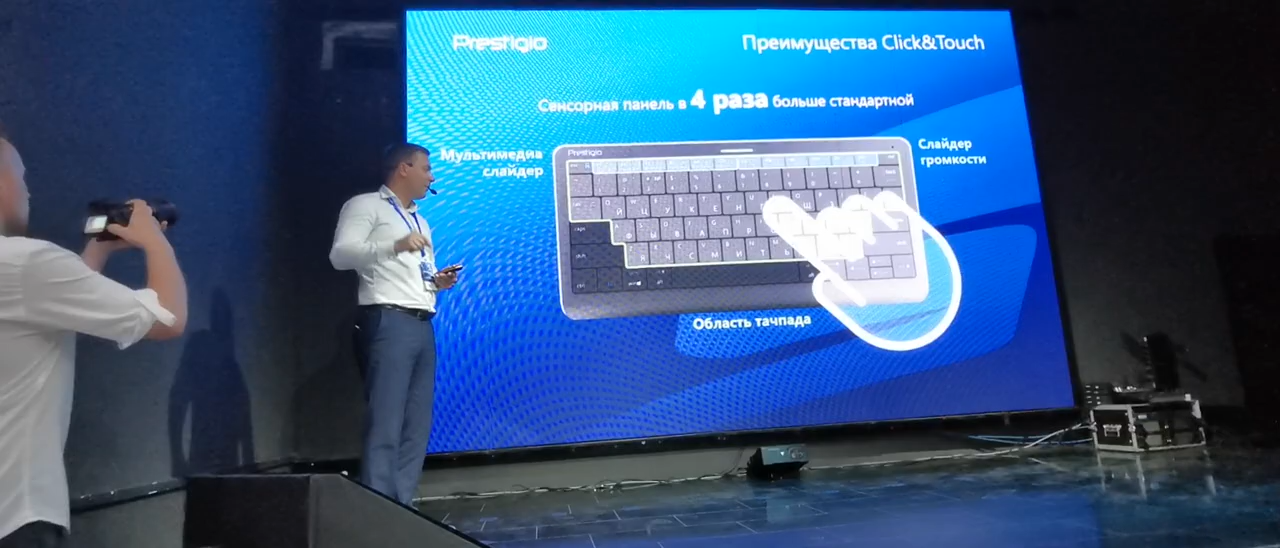 Prestigio
Преимущества Click&Touch
Сенсорная панель в 4 раза больше стандартной
Мультимедиа
слайдер
Prestigio
Слайдер
громкости
Й Ц У К Е Н
Ф Ы В А П Р
Я Ч С М И Т Ь
Область тачпада